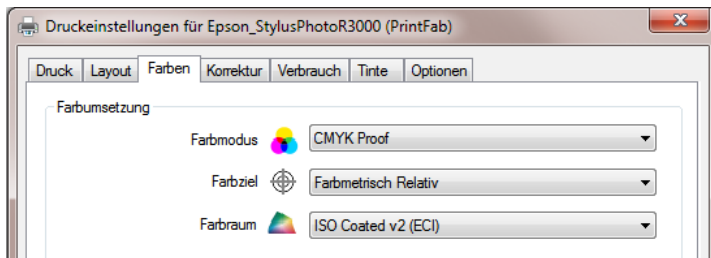 Druckeinstellungen für Epson_StylusPhotoR3000 (PrintFab)
Druck Layout Farben Korrektur Verbrauch Tinte Optionen
Farbumsetzung
Farbmodus CMYK Proof
Farbziel Farbmetrisch Relativ
Farbraum ISO Coated v2 (ECI)